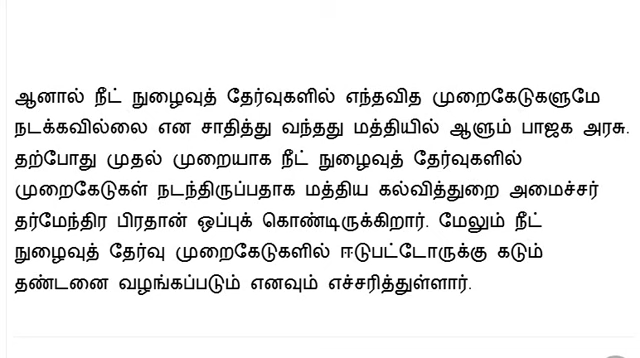 ஆனால் நீட் நுழைவுத் தேர்வுகளில் எந்தவித முறைகேடுகளுமே
நடக்கவில்லை என சாதித்து வந்தது மத்தியில் ஆளும் பாஜக அரசு.
தற்போது முதல் முறையாக நீட் நுழைவுத் தேர்வுகளில்
முறைகேடுகள் நடந்திருப்பதாக மத்திய கல்வித்துறை அமைச்சர்
தர்மேந்திர பிரதான் ஒப்புக் கொண்டிருக்கிறார். மேலும் நீட்
நுழைவுத் தேர்வு முறைகேடுகளில் ஈடுபட்டோருக்கு கடும்
தண்டனை வழங்கப்படும் எனவும் எச்சரித்துள்ளார்.